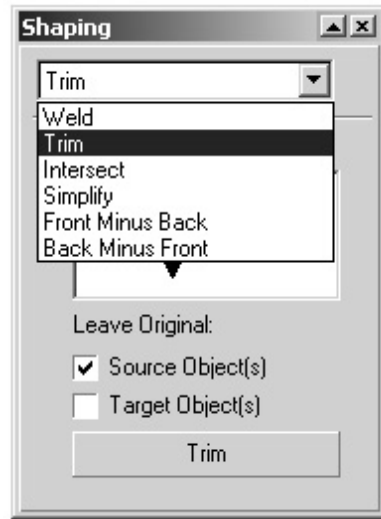 Shaping
Trim
Weld
Trim
Intersect
Simplify
Front Minus Back
Back Minus Front
Leave Original:
Source Object(s)
Target Object(s)
Trim